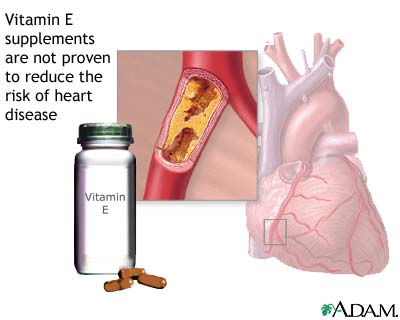 Vitamin E
supplements
are not proven
to reduce the
risk of heart
disease
Vitamin
E
A.D.A.M.